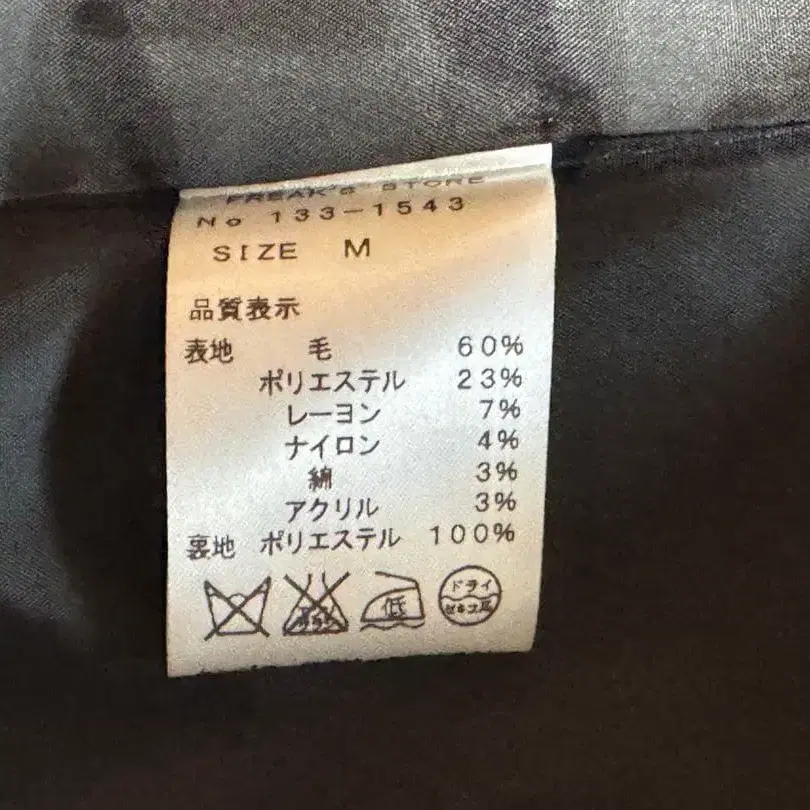 FREAK'S STORE
No 133-1543
SIZE M
品質表示
表地 毛 60%
ポリエステル 23%
レーヨン 7%
ナイロン 4%
綿 3%
アクリル 3%
裏地 ポリエステル 100%
低
ドライ